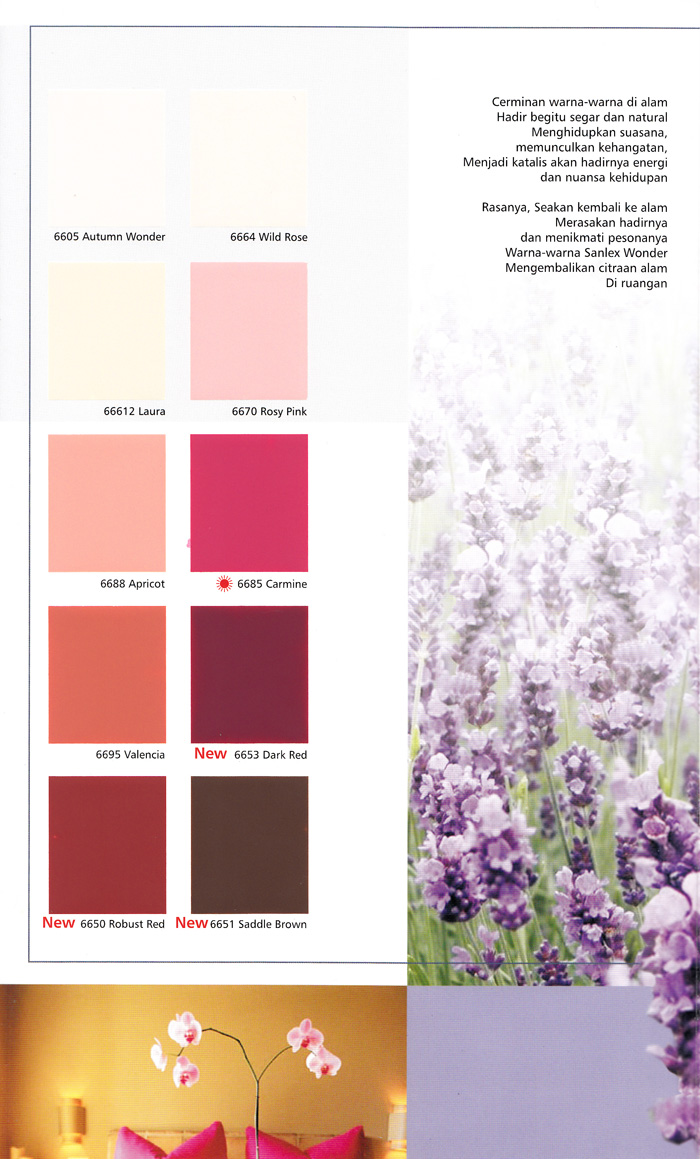 Cerminan warna-warna di alam
Hadir begitu segar dan natural
Menghidupkan suasana,
memunculkan kehangatan,
Menjadi katalis akan hadirnya energi
dan nuansa kehidupan
Rasanya, Seakan kembali ke alam
Merasakan hadirnya
dan menikmati pesonanya
Warna-warna Sanlex Wonder
Mengembalikan citraan alam
Di ruangan
6605 Autumn Wonder
6664 Wild Rose
66612 Laura
6670 Rosy Pink
6688 Apricot
6685 Carmine
6695 Valencia
New 6653 Dark Red
New 6650 Robust Red
New 6651 Saddle Brown